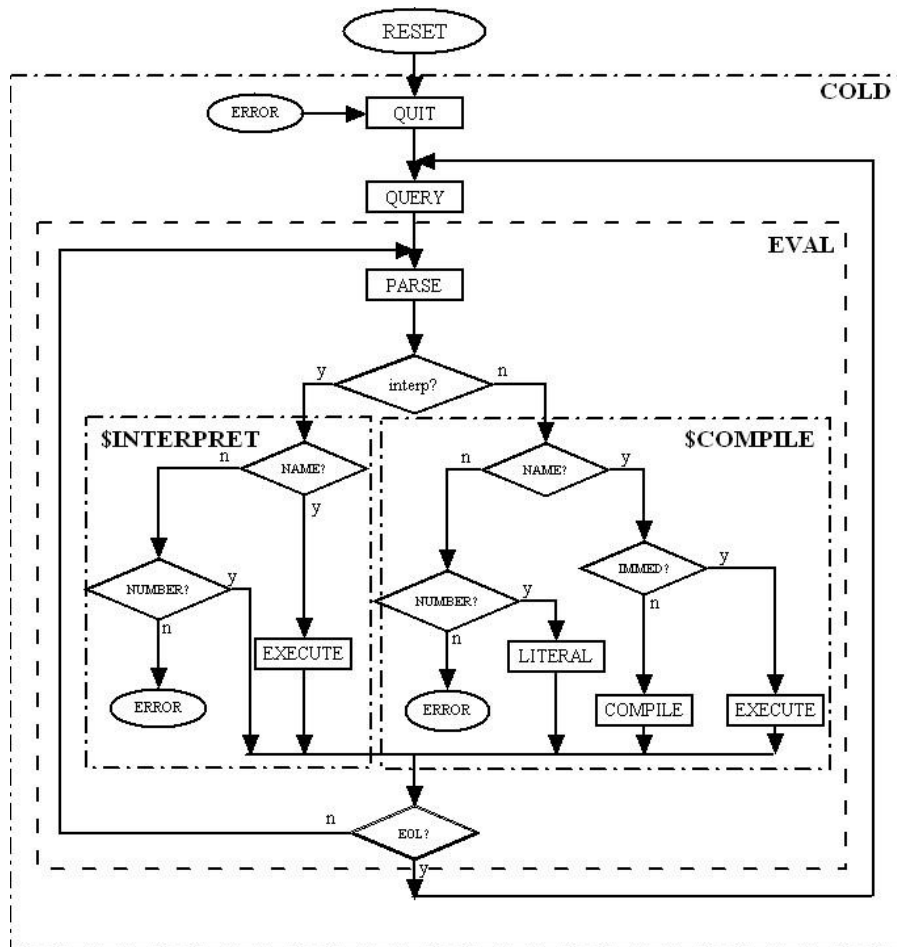 RESET
COLD
ERROR
QUIT
QUERY
EVAL
PARSE
y
interp?
n
$INTERPRET
$COMPILE
n
NAME?
y
n
NAME?
y
NUMBER?
y
n
EXECUTE
ERROR
NUMBER?
y
n
LITERAL
ERROR
IMMED?
y
n
COMPILE
EXECUTE
n
EOL?
y